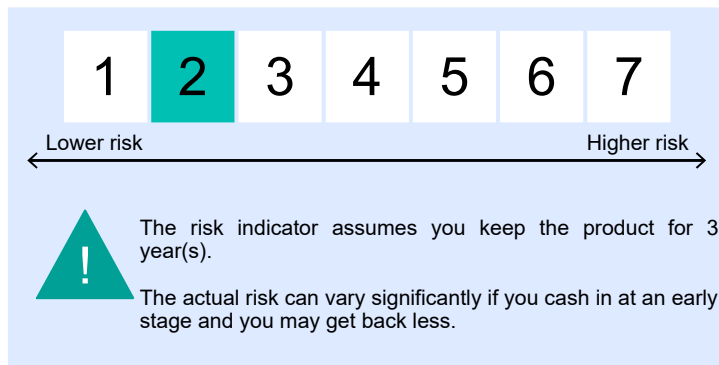 1 2 3 4 5 6 7
Lower risk Higher risk
!
The risk indicator assumes you keep the product for 3
year(s).
The actual risk can vary significantly if you cash in at an early
stage and you may get back less.